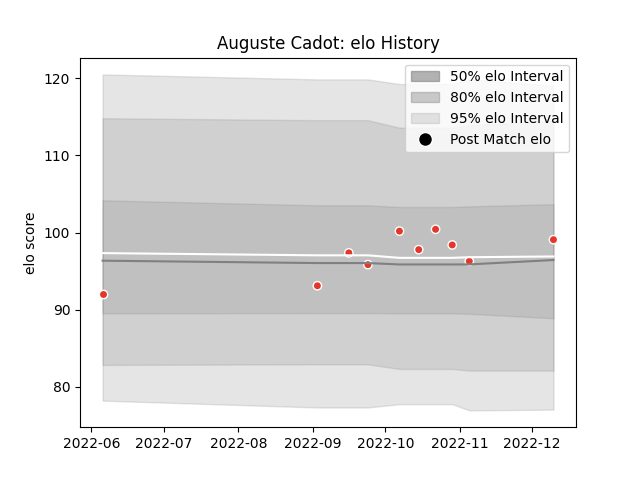 Auguste Cadot: elo History
120
110
100
90
80
elo score
50% elo Interval
80% elo Interval
95% elo Interval
Post Match elo
2022-06
2022-07
2022-08
2022-09
2022-10
2022-11
2022-12